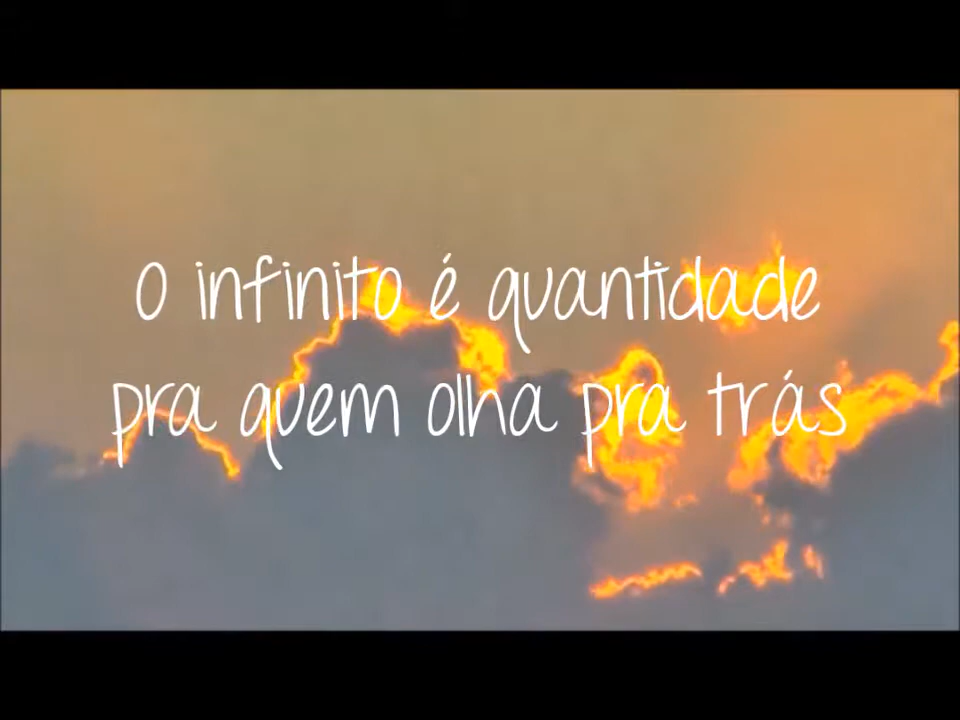 O infinito é quantidade
pra quem olha pra trás